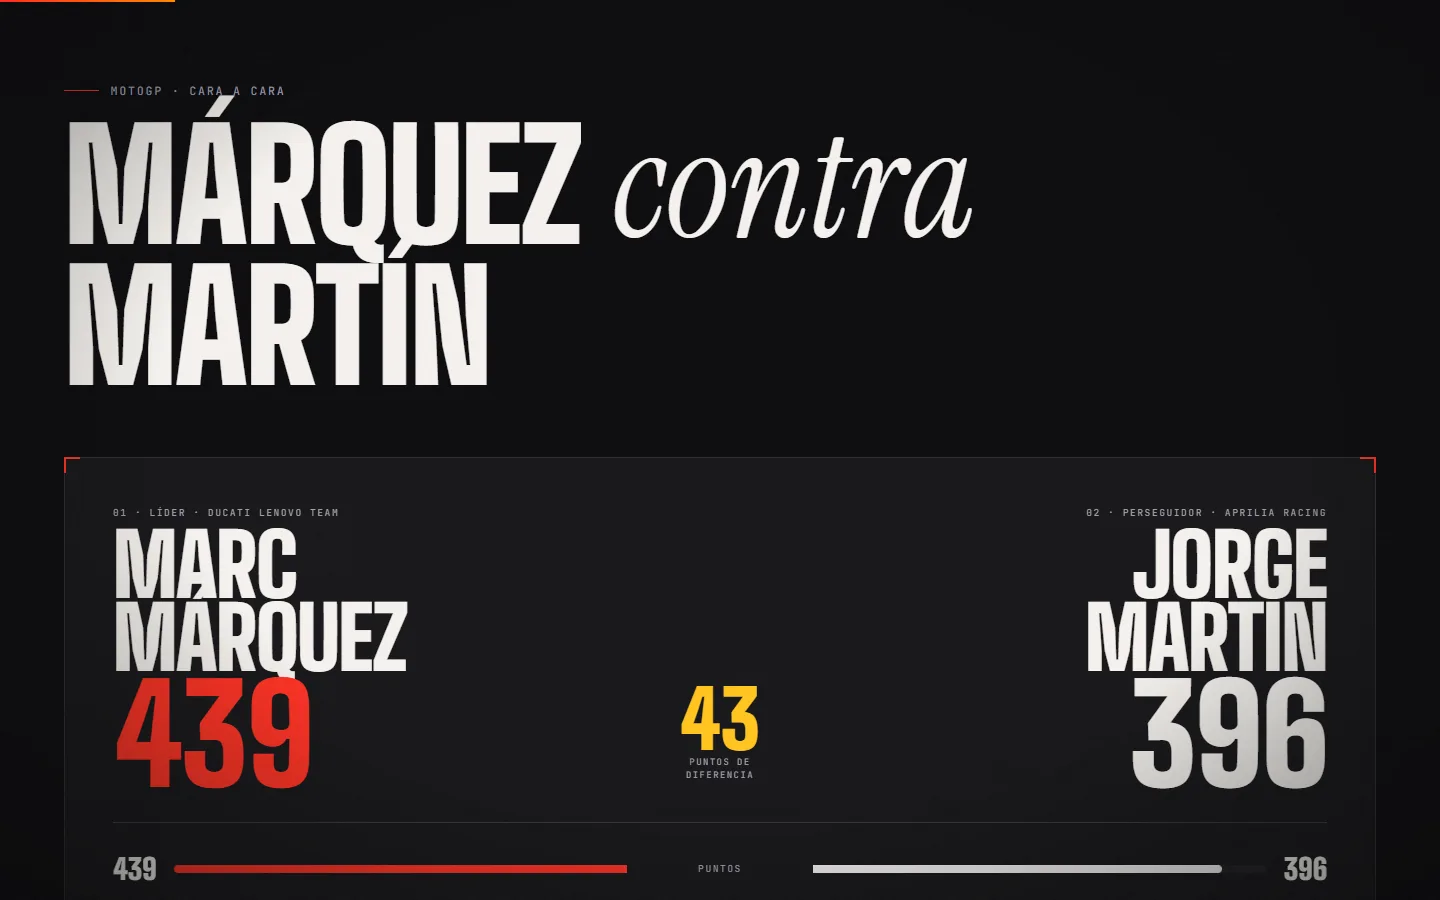 MOTOGP · CARA A CARA
MÁRQUEZ contra
MARTÍN
01 · LÍDER · DUCATI LENOVO TEAM
MARC
MÁRQUEZ
439
43
PUNTOS DE
DIFERENCIA
02 · PERSEGUIDOR · APRILIA RACING
JORGE
MARTIN
396
439
PUNTOS
396